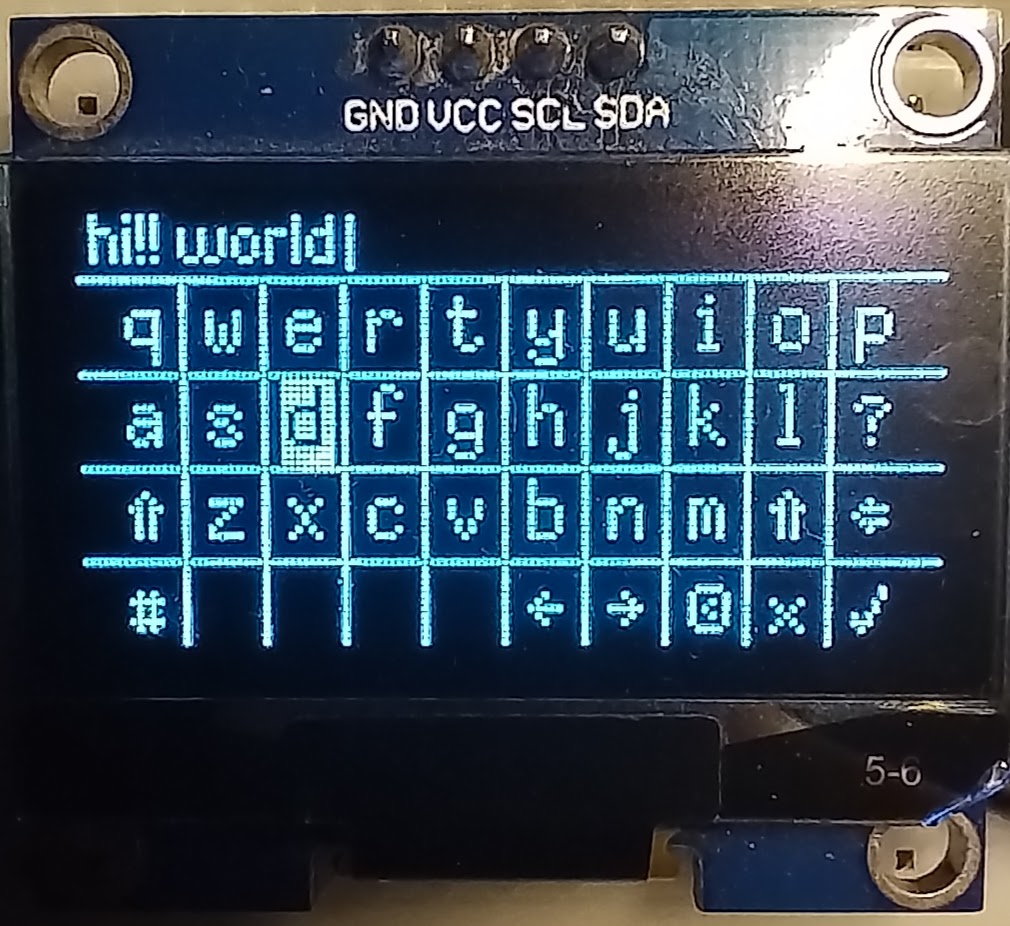 GND VCC SCL SDA
hi!! world|
q w e r t y u i o p
a s d f g h j k l ?
⇧ z x c v b n m ⇧ ⇐
# ← → @ x ✓
5-6